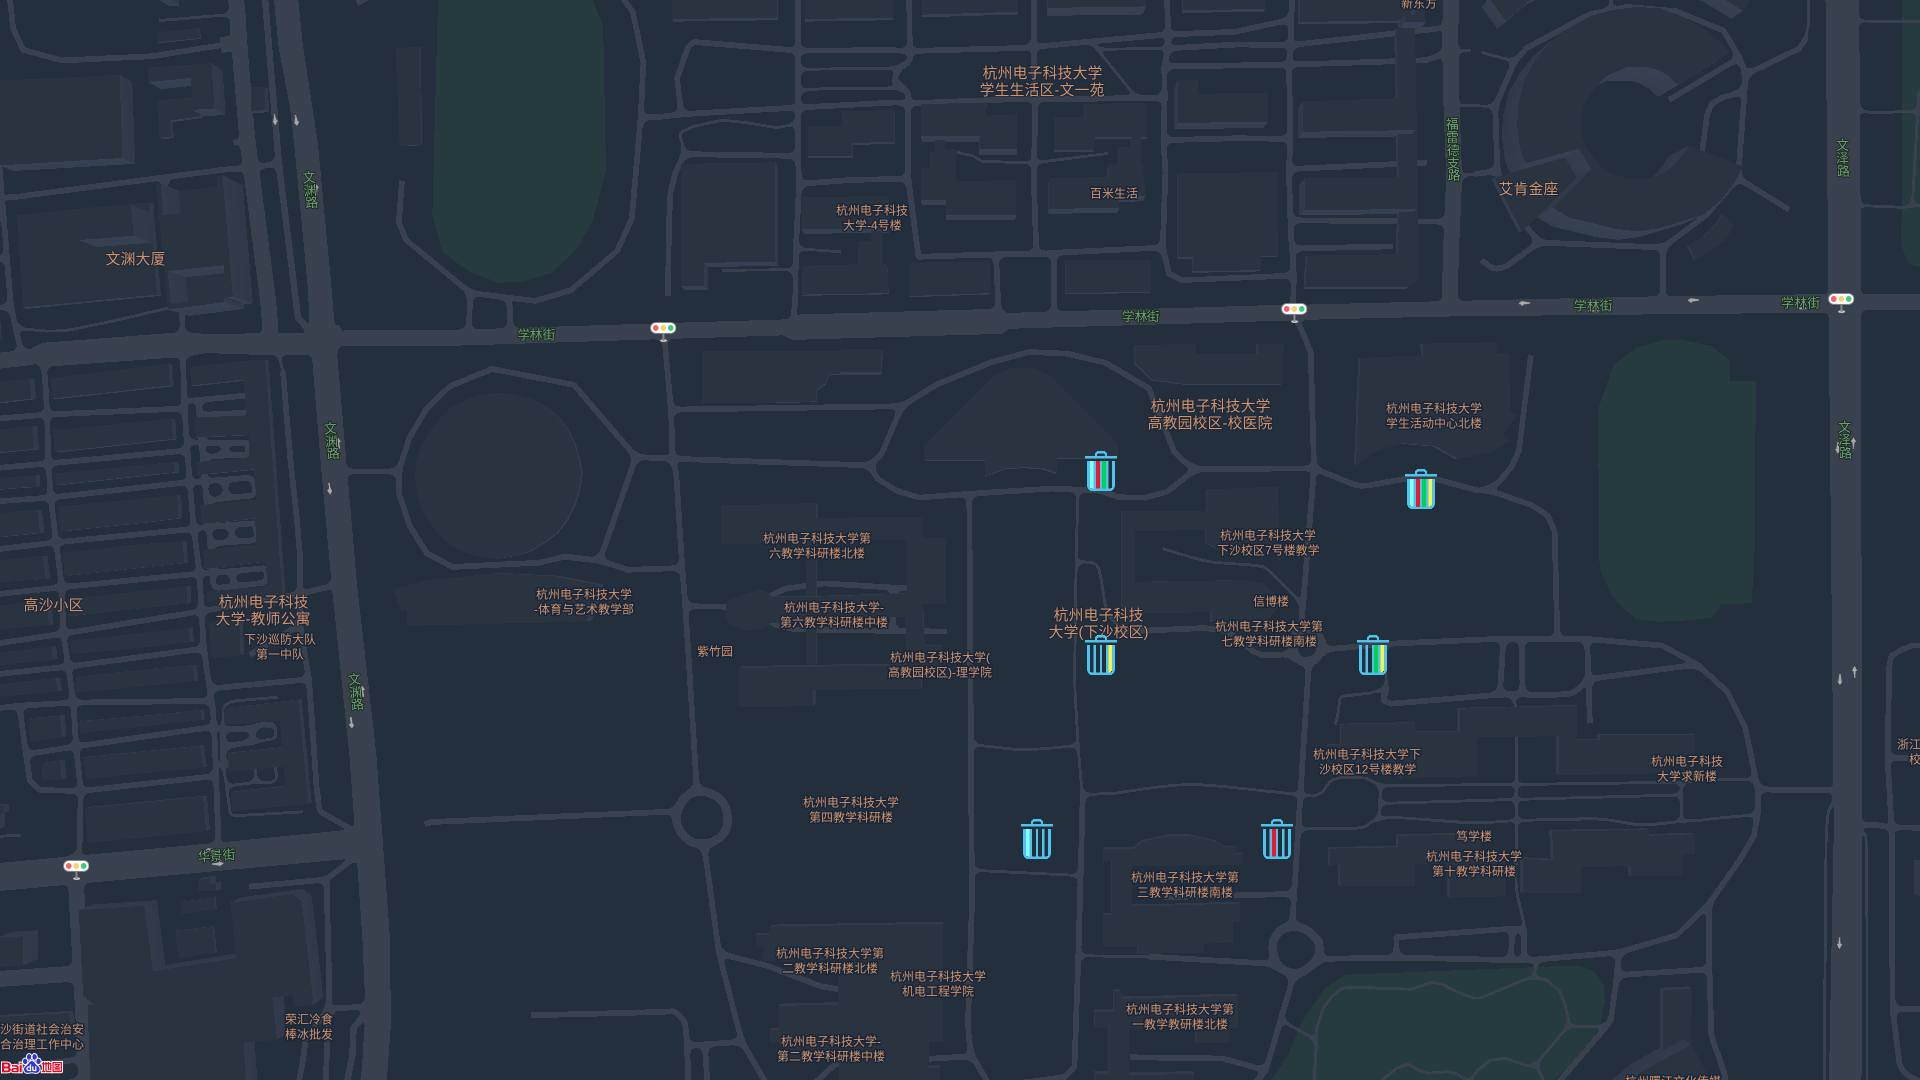 新东方
杭州电子科技大学
学生生活区-文一苑
福雷德支路
文泽路
文渊路
艾肯金座
百米生活
杭州电子科技
大学-4号楼
文渊大厦
学林街
学林街
学林街
学林街
杭州电子科技大学
高教园校区-校医院
杭州电子科技大学
学生活动中心北楼
文渊路
文泽路
杭州电子科技大学第
六教学科研楼北楼
杭州电子科技大学
下沙校区7号楼教学
高沙小区
杭州电子科技
大学-教师公寓
下沙巡防大队
第一中队
杭州电子科技大学
-体育与艺术教学部
杭州电子科技大学-
第六教学科研楼中楼
信博楼
杭州电子科技
大学(下沙校区)
杭州电子科技大学第
七教学科研楼南楼
紫竹园
杭州电子科技大学(
高教园校区)-理学院
文渊路
浙江
校
杭州电子科技大学下
沙校区12号楼教学
杭州电子科技
大学求新楼
杭州电子科技大学
第四教学科研楼
华景街
笃学楼
杭州电子科技大学
第十教学科研楼
杭州电子科技大学第
三教学科研楼南楼
杭州电子科技大学第
二教学科研楼北楼
杭州电子科技大学
机电工程学院
荣汇冷食
棒冰批发
杭州电子科技大学第
一教学教研楼北楼
沙街道社会治安
合治理工作中心
杭州电子科技大学-
第二教学科研楼中楼
Bai du 地图